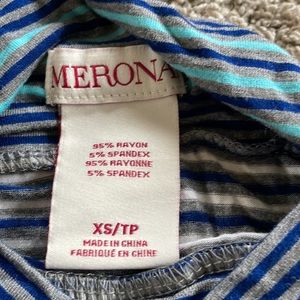 MERONA
95% RAYON
5% SPANDEX
95% RAYONNE
5% SPANDEX
XS/TP
MADE IN CHINA
FABRIQUÉ EN CHINE